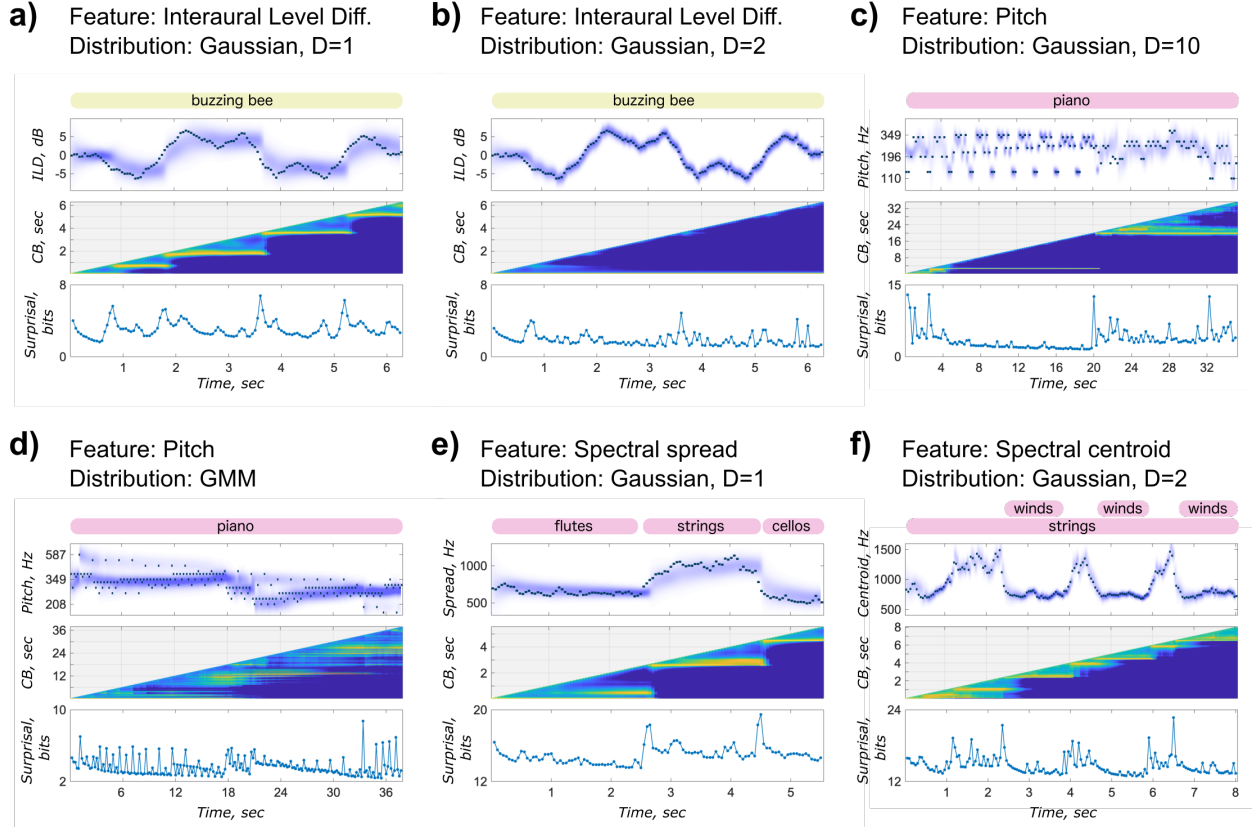 a) Feature: Interaural Level Diff.
Distribution: Gaussian, D=1
buzzing bee
ILD, dB
5
0
-5
CB, sec
6
4
2
Surprisal, bits
8
0
1 2 3 4 5 6
Time, sec
b) Feature: Interaural Level Diff.
Distribution: Gaussian, D=2
buzzing bee
ILD, dB
5
0
-5
CB, sec
6
4
2
Surprisal, bits
8
0
1 2 3 4 5 6
Time, sec
c) Feature: Pitch
Distribution: Gaussian, D=10
piano
Pitch, Hz
349
196
110
CB, sec
32
24
16
8
Surprisal, bits
15
0
4 8 12 16 20 24 28 32
Time, sec
d) Feature: Pitch
Distribution: GMM
piano
Pitch, Hz
587
349
208
CB, sec
36
24
12
Surprisal, bits
10
2
6 12 18 24 30 36
Time, sec
e) Feature: Spectral spread
Distribution: Gaussian, D=1
flutes strings cellos
Spread, Hz
1000
500
CB, sec
4
2
Surprisal, bits
20
12
1 2 3 4 5
Time, sec
f) Feature: Spectral centroid
Distribution: Gaussian, D=2
winds winds winds
strings
Centroid, Hz
1500
1000
500
CB, sec
8
6
4
2
Surprisal, bits
24
12
1 2 3 4 5 6 7 8
Time, sec